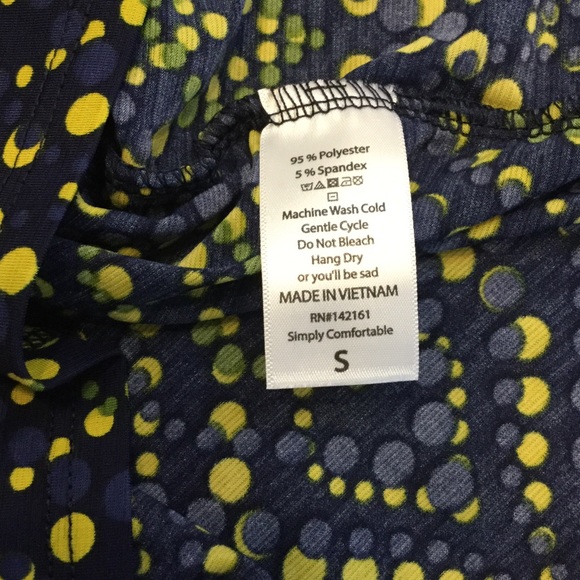 95 % Polyester
5 % Spandex
Machine Wash Cold
Gentle Cycle
Do Not Bleach
Hang Dry
or you'll be sad
MADE IN VIETNAM
RN#142161
Simply Comfortable
S